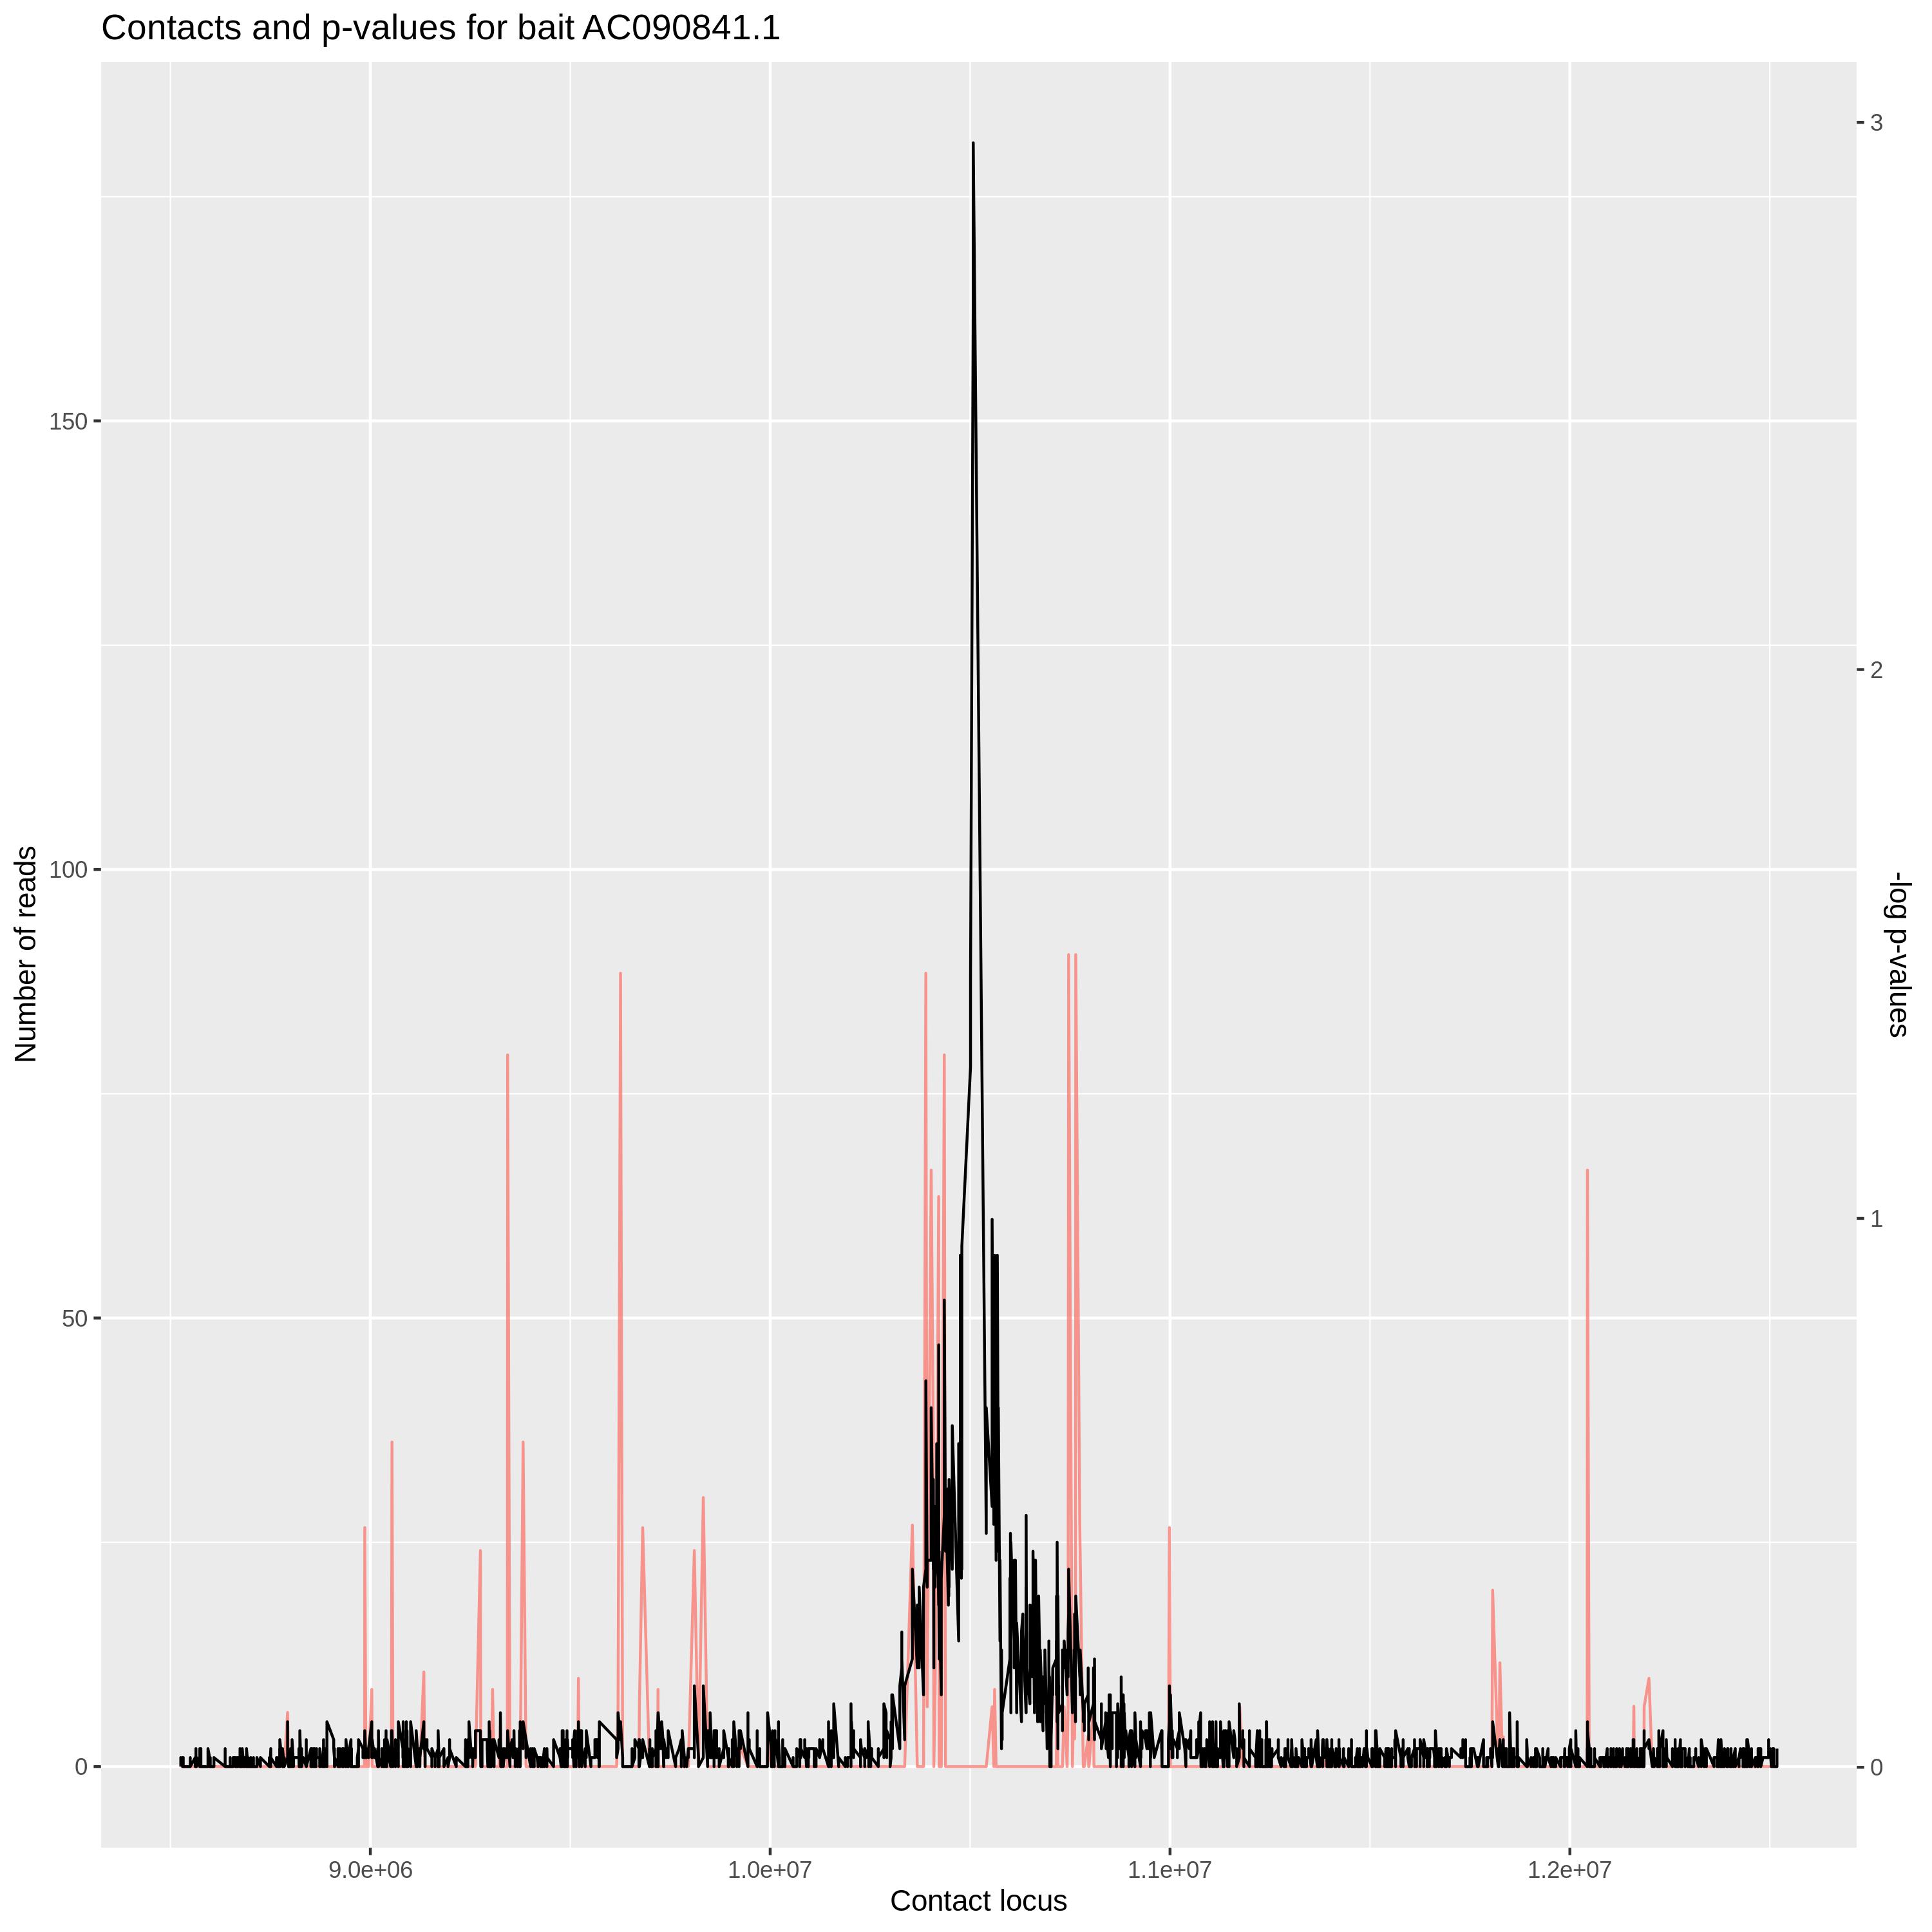 Contacts and p-values for bait AC090841.1
Number of reads
150
100
50
0
-log p-values
3
2
1
0
9.0e+06
1.0e+07
1.1e+07
1.2e+07
Contact locus